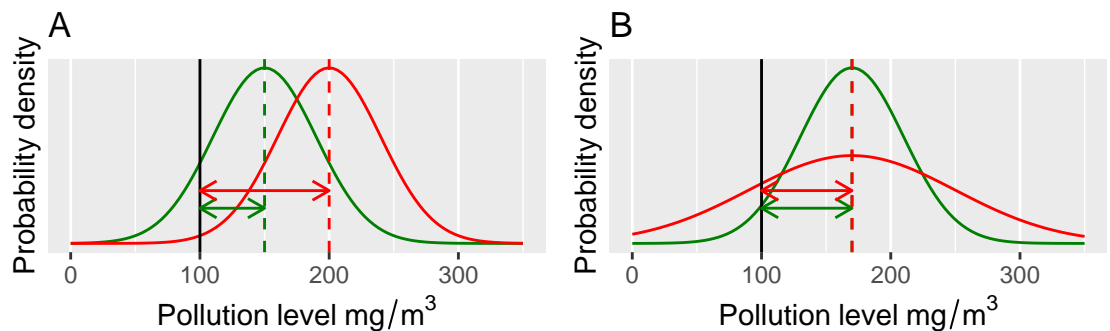 A
Probability density
0 100 200 300
Pollution level mg/m³
B
Probability density
0 100 200 300
Pollution level mg/m³